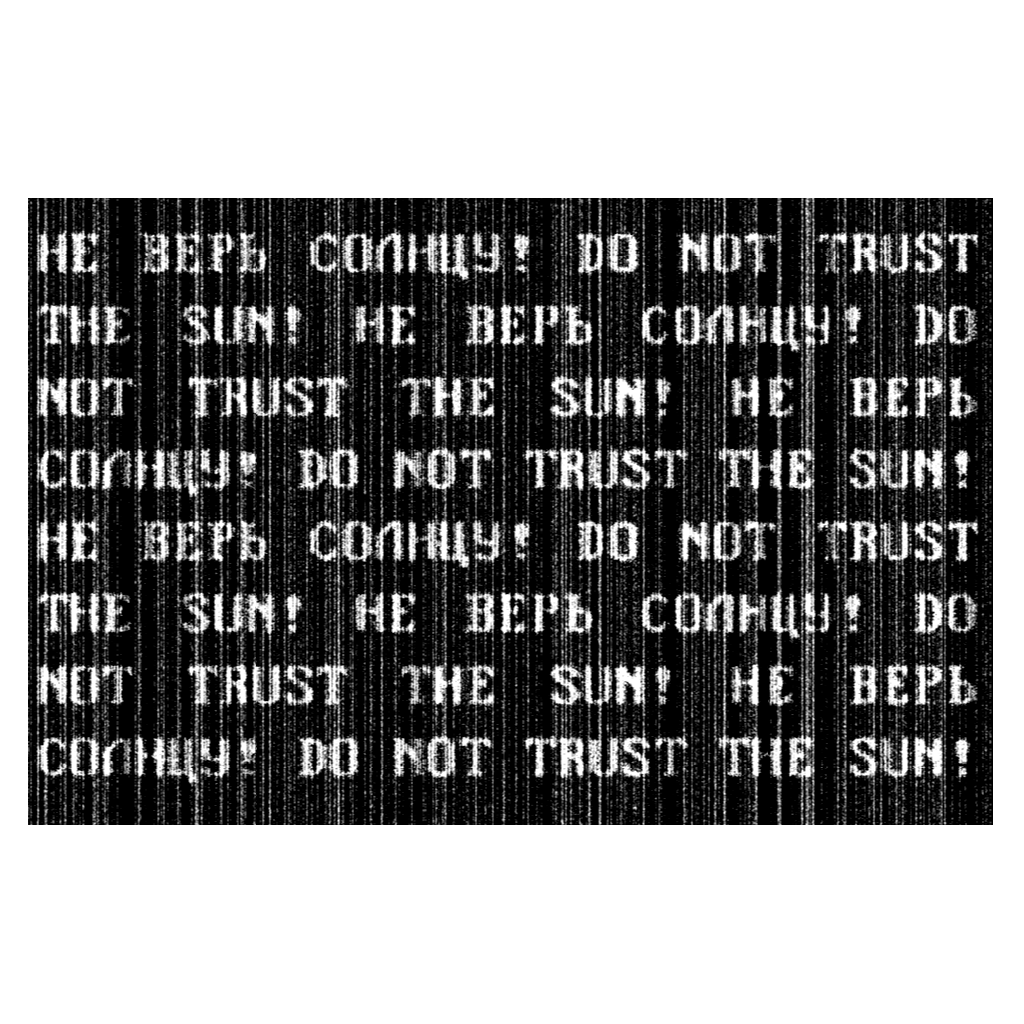 НЕ ВЕРЬ СОЛНЦУ! DO NOT TRUST
THE SUN! НЕ ВЕРЬ СОЛНЦУ! DO
NOT TRUST THE SUN! НЕ ВЕРЬ
СОЛНЦУ! DO NOT TRUST THE SUN!
НЕ ВЕРЬ СОЛНЦУ! DO NOT TRUST
THE SUN! НЕ ВЕРЬ СОЛНЦУ! DO
NOT TRUST THE SUN! НЕ ВЕРЬ
СОЛНЦУ! DO NOT TRUST THE SUN!